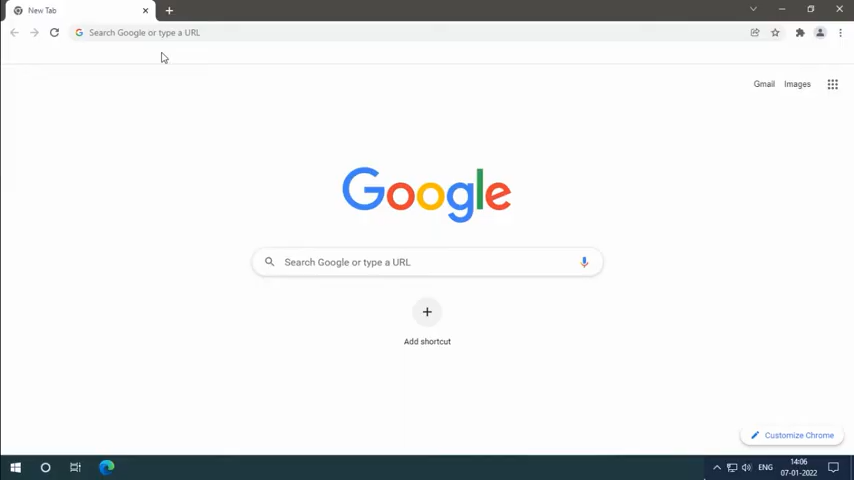 New Tab
Search Google or type a URL
Gmail Images
Google
Search Google or type a URL
Add shortcut
Customize Chrome
ENG
14:06
07-01-2022